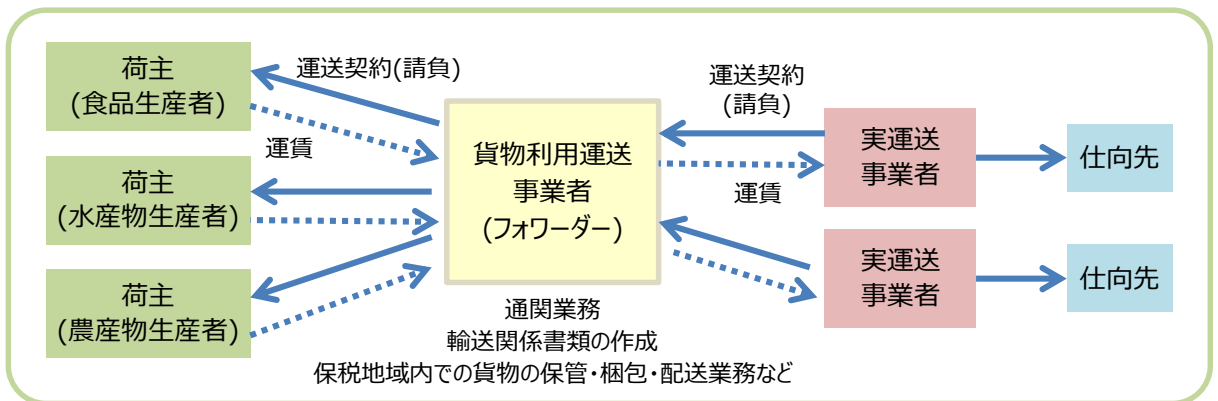 荷主
(食品生産者)
運送契約(請負)
運賃
荷主
(水産物生産者)
荷主
(農産物生産者)
貨物利用運送
事業者
(フォワーダー)
通関業務
輸送関係書類の作成
保税地域内での貨物の保管・梱包・配送業務など
運送契約
(請負)
運賃
実運送
事業者
仕向先
実運送
事業者
仕向先